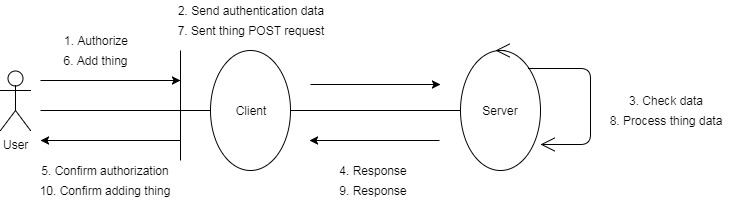 2. Send authentication data
7. Sent thing POST request
1. Authorize
6. Add thing
User
Client
Server
3. Check data
8. Process thing data
5. Confirm authorization
10. Confirm adding thing
4. Response
9. Response